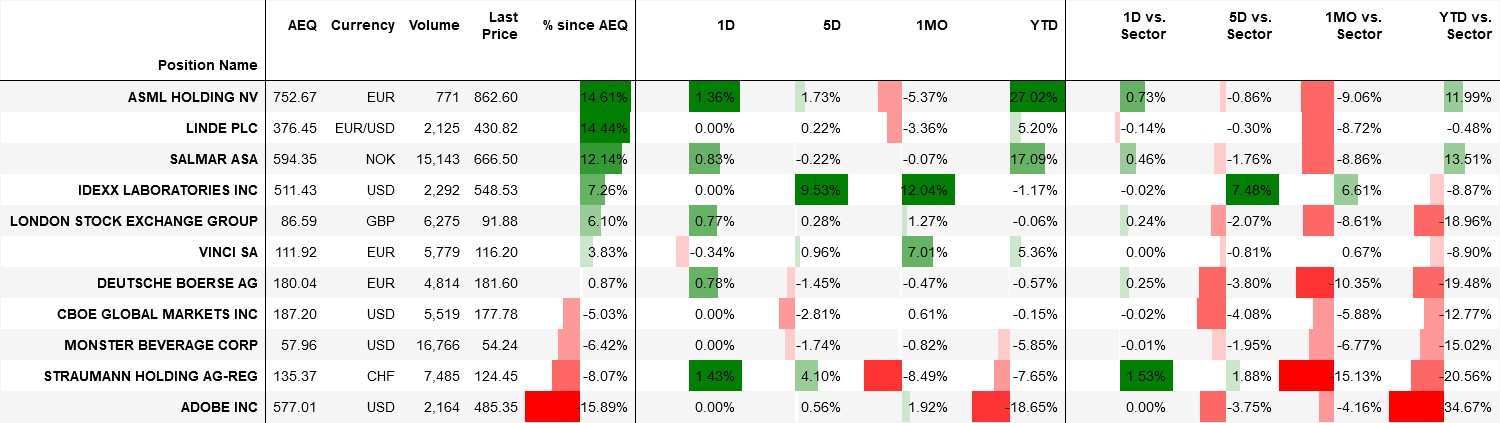 Position Name AEQ Currency Volume Last Price % since AEQ 1D 5D 1MO YTD 1D vs. Sector 5D vs. Sector 1MO vs. Sector YTD vs. Sector
ASML HOLDING NV 752.67 EUR 771 862.60 14.61% 1.36% 1.73% -5.37% 27.02% 0.73% -0.86% -9.06% 11.99%
LINDE PLC 376.45 EUR/USD 2,125 430.82 14.44% 0.00% 0.22% -3.36% 5.20% -0.14% -0.30% -8.72% -0.48%
SALMAR ASA 594.35 NOK 15,143 666.50 12.14% 0.83% -0.22% -0.07% 17.09% 0.46% -1.76% -8.86% 13.51%
IDEXX LABORATORIES INC 511.43 USD 2,292 548.53 7.26% 0.00% 9.53% 12.04% -1.17% -0.02% 7.48% 6.61% -8.87%
LONDON STOCK EXCHANGE GROUP 86.59 GBP 6,275 91.88 6.10% 0.77% 0.28% 1.27% -0.06% 0.24% -2.07% -8.61% -18.96%
VINCI SA 111.92 EUR 5,779 116.20 3.83% -0.34% 0.96% 7.01% 5.36% 0.00% -0.81% 0.67% -8.90%
DEUTSCHE BOERSE AG 180.04 EUR 4,814 181.60 0.87% 0.78% -1.45% -0.47% -0.57% 0.25% -3.80% -10.35% -19.48%
CBOE GLOBAL MARKETS INC 187.20 USD 5,519 177.78 -5.03% 0.00% -2.81% 0.61% -0.15% -0.02% -4.08% -5.88% -12.77%
MONSTER BEVERAGE CORP 57.96 USD 16,766 54.24 -6.42% 0.00% -1.74% -0.82% -5.85% -0.01% -1.95% -6.77% -15.02%
STRAUMANN HOLDING AG-REG 135.37 CHF 7,485 124.45 -8.07% 1.43% 4.10% -8.49% -7.65% 1.53% 1.88% -15.13% -20.56%
ADOBE INC 577.01 USD 2,164 485.35 -15.89% 0.00% 0.56% 1.92% -18.65% 0.00% -3.75% -4.16% -34.67%